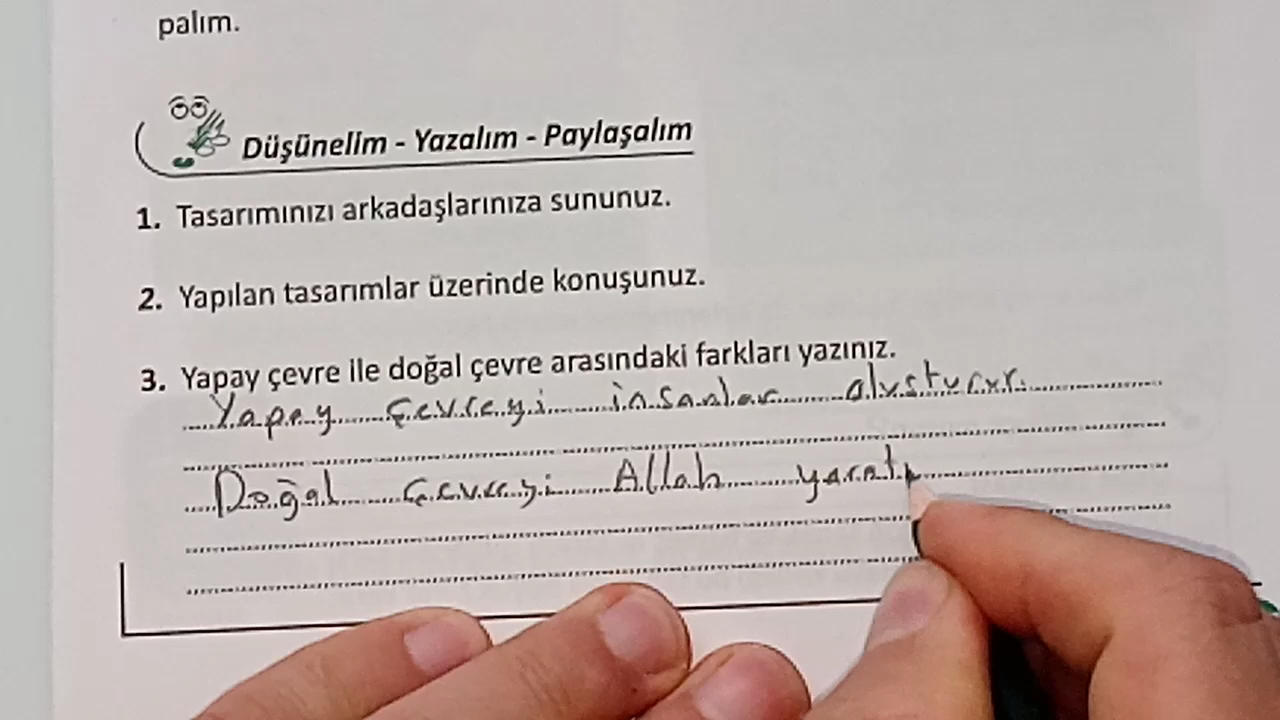 palım.
Düşünelim - Yazalım - Paylaşalım
1. Tasarımınızı arkadaşlarınıza sununuz.
2. Yapılan tasarımlar üzerinde konuşunuz.
3. Yapay çevre ile doğal çevre arasındaki farkları yazınız.
Yapay çevreyi insanlar oluşturur.
Doğal çevreyi Allah yaratı